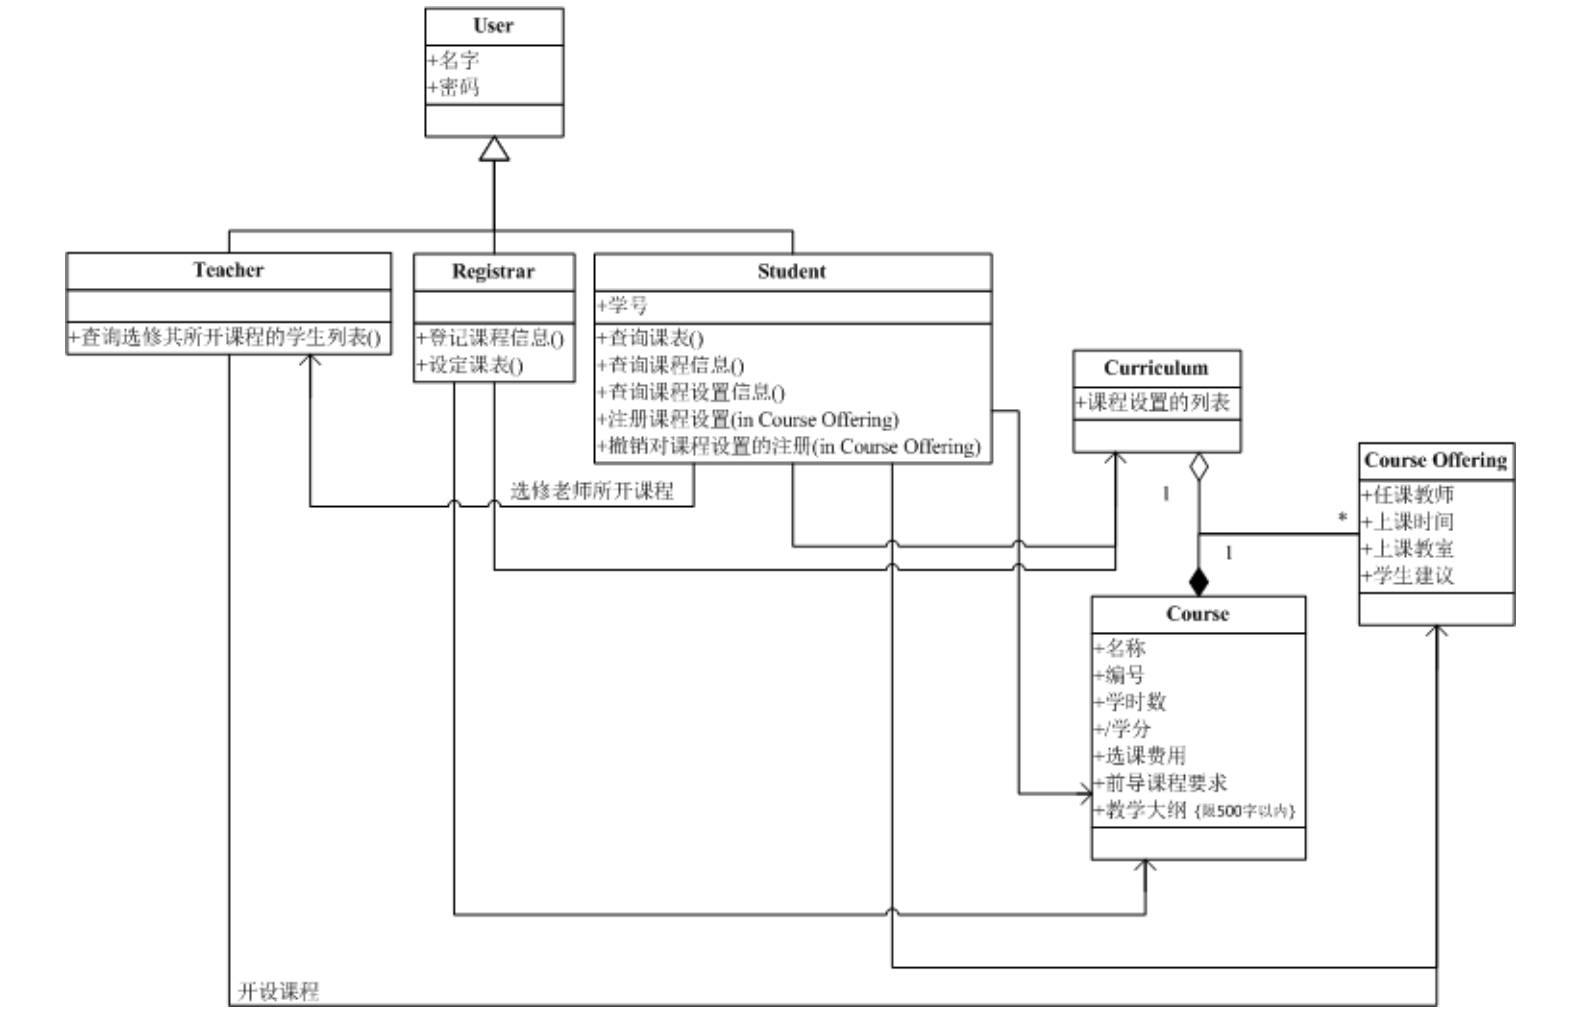 User
+名字
+密码
Teacher
+查询选修其所开课程的学生列表()
Registrar
+登记课程信息()
+设定课表()
Student
+学号
+查询课表()
+查询课程信息()
+查询课程设置信息()
+注册课程设置(in Course Offering)
+撤销对课程设置的注册(in Course Offering)
选修老师所开课程
Curriculum
+课程设置的列表
1
*
1
Course Offering
+任课教师
+上课时间
+上课教室
+学生建议
Course
+名称
+编号
+学时数
+/学分
+选课费用
+前导课程要求
+教学大纲 {限500字以内}
开设课程